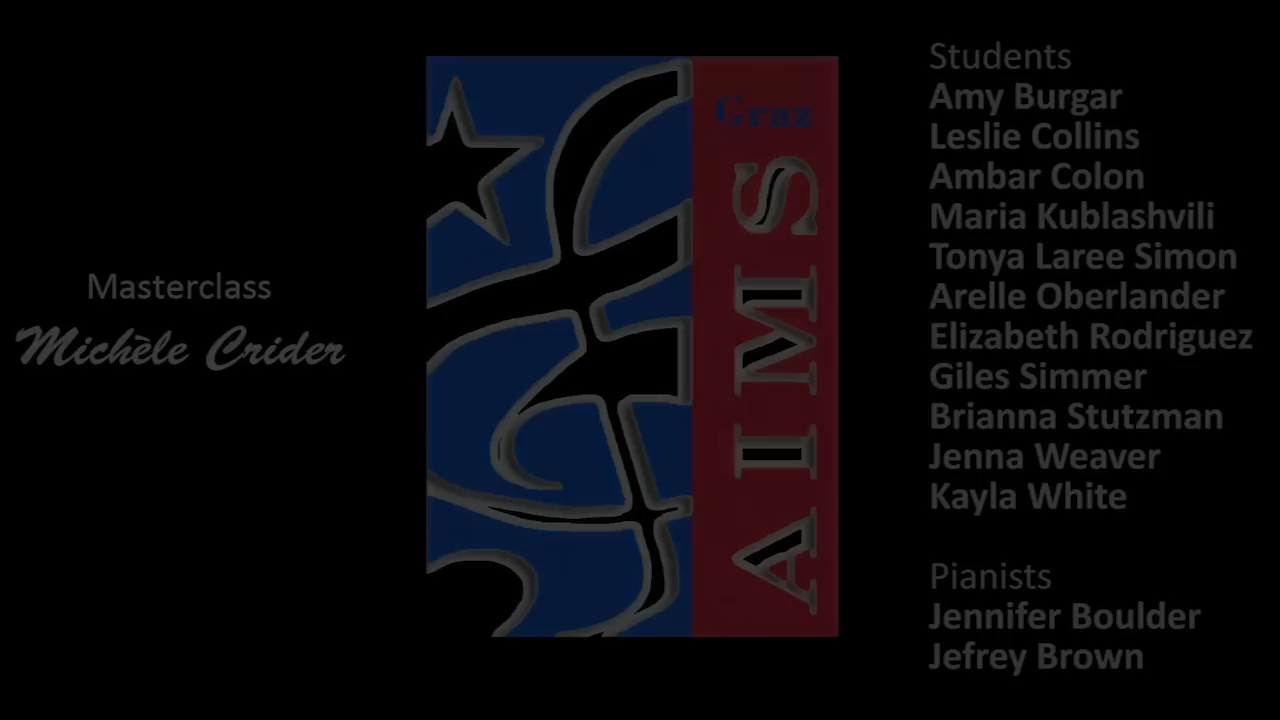 Masterclass
Michèle Crider
Graz
AIMS
Students
Amy Burgar
Leslie Collins
Ambar Colon
Maria Kublashvili
Tonya Laree Simon
Arelle Oberlander
Elizabeth Rodriguez
Giles Simmer
Brianna Stutzman
Jenna Weaver
Kayla White
Pianists
Jennifer Boulder
Jefrey Brown